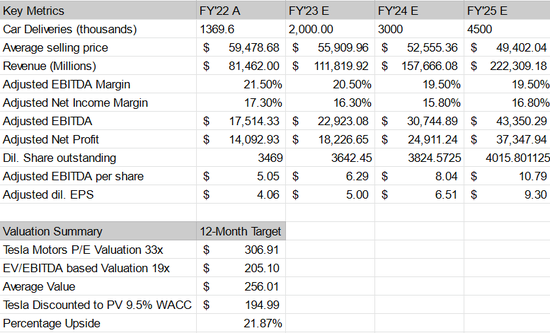 Key Metrics FY'22 A FY'23 E FY'24 E FY'25 E
Car Deliveries (thousands) 1369.6 2,000.00 3000 4500
Average selling price $ 59,478.68 $ 55,909.96 $ 52,555.36 $ 49,402.04
Revenue (Millions) $ 81,462.00 $ 111,819.92 $ 157,666.08 $ 222,309.18
Adjusted EBITDA Margin 21.50% 20.50% 19.50% 19.50%
Adjusted Net Income Margin 17.30% 16.30% 15.80% 16.80%
Adjusted EBITDA $ 17,514.33 $ 22,923.08 $ 30,744.89 $ 43,350.29
Adjusted Net Profit $ 14,092.93 $ 18,226.65 $ 24,911.24 $ 37,347.94
Dil. Share outstanding 3469 3642.45 3824.5725 4015.801125
Adjusted EBITDA per share $ 5.05 $ 6.29 $ 8.04 $ 10.79
Adjusted dil. EPS $ 4.06 $ 5.00 $ 6.51 $ 9.30
Valuation Summary 12-Month Target
Tesla Motors P/E Valuation 33x $ 306.91
EV/EBITDA based Valuation 19x $ 205.10
Average Value $ 256.01
Tesla Discounted to PV 9.5% WACC $ 194.99
Percentage Upside 21.87%